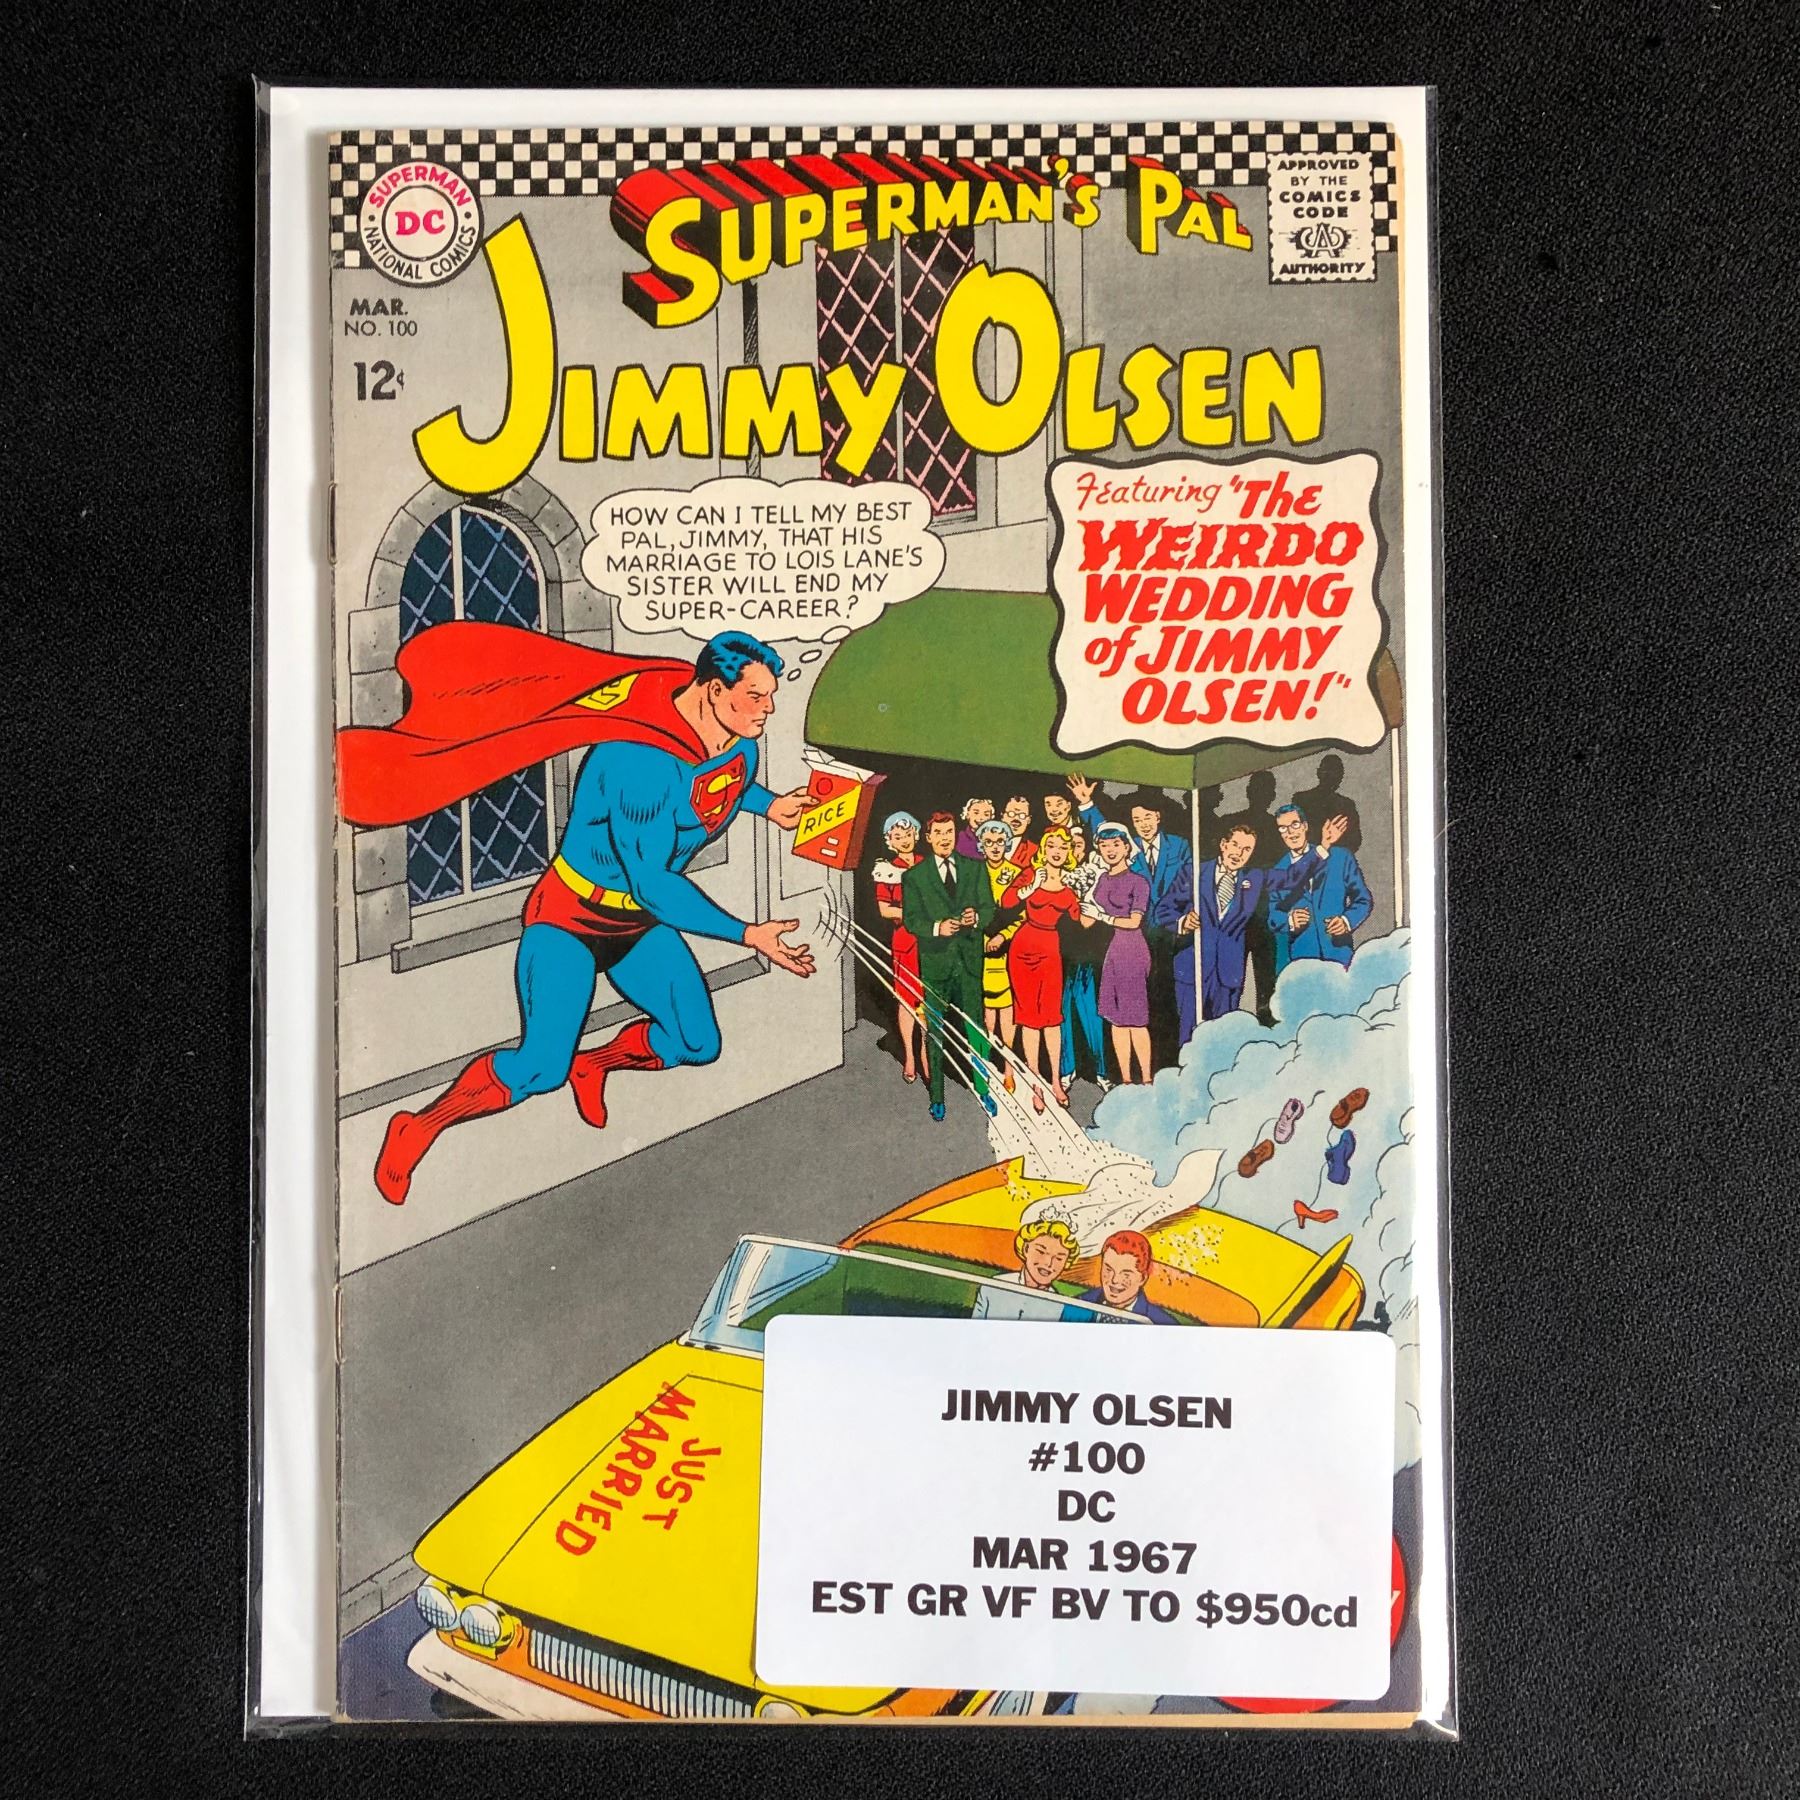 SUPERMAN
DC
NATIONAL COMICS
SUPERMAN'S PAL
JIMMY OLSEN
APPROVED
BY THE
COMICS
CODE
AUTHORITY
MAR.
NO. 100
12¢
HOW CAN I TELL MY BEST
PAL, JIMMY, THAT HIS
MARRIAGE TO LOIS LANE'S
SISTER WILL END MY
SUPER-CAREER?
Featuring "The
WEIRDO
WEDDING
of JIMMY
OLSEN!"
RICE
JUST
MARRIED
JIMMY OLSEN
#100
DC
MAR 1967
EST GR VF BV TO $950cd